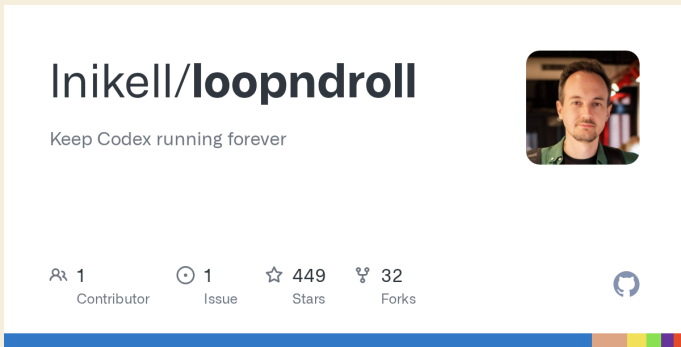 lnikell/loopndroll
Keep Codex running forever
1
Contributor
1
Issue
449
Stars
32
Forks